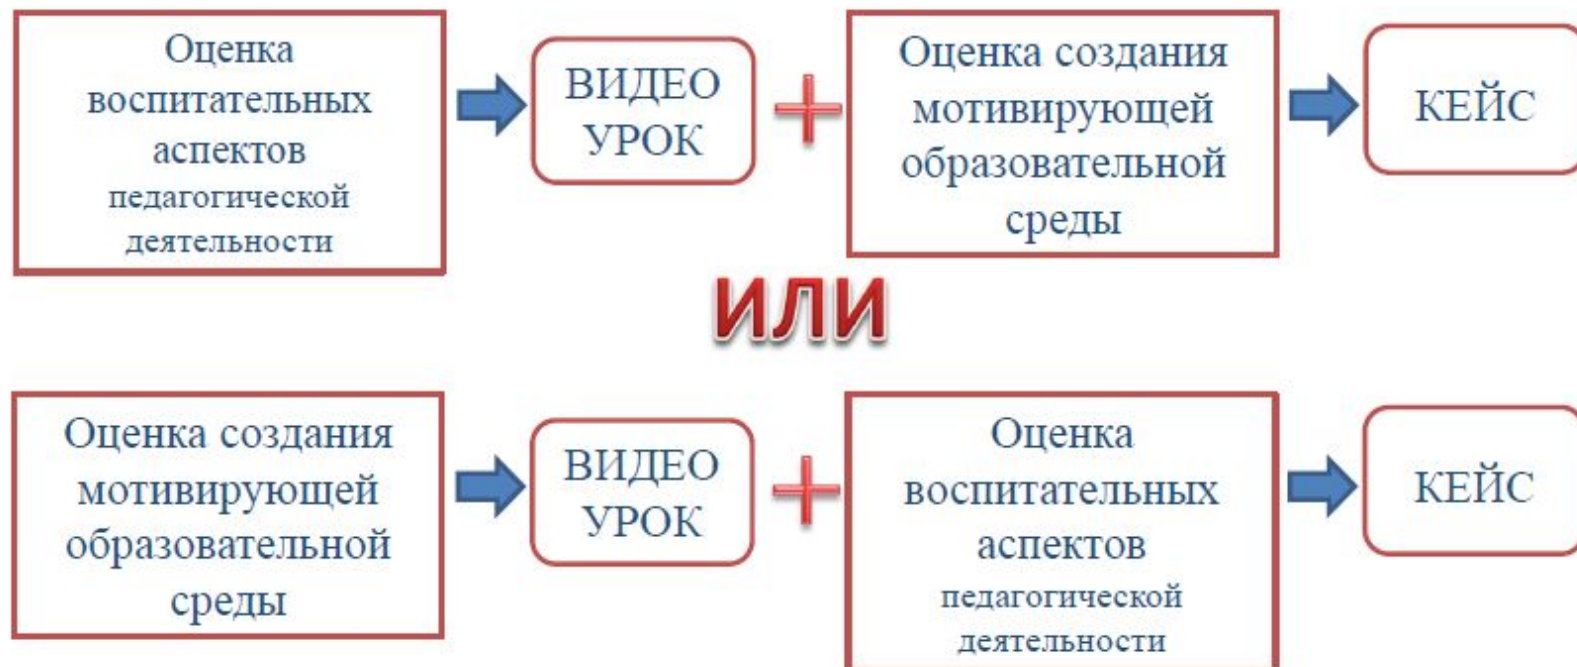 Оценка
воспитательных
аспектов
педагогической
деятельности
ВИДЕО
УРОК
Оценка создания
мотивирующей
образовательной
среды
КЕЙС
ИЛИ
Оценка создания
мотивирующей
образовательной
среды
ВИДЕО
УРОК
Оценка
воспитательных
аспектов
педагогической
деятельности
КЕЙС